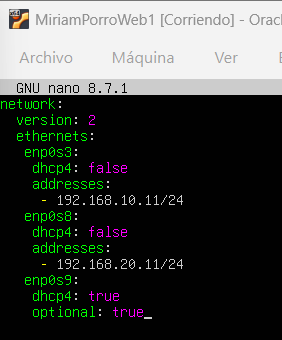 MiriamPorroWeb1 [Corriendo] - Orac
Archivo Máquina Ver
GNU nano 8.7.1
network:
  version: 2
  ethernets:
   enp0s3:
    dhcp4: false
    addresses:
     - 192.168.10.11/24
   enp0s8:
    dhcp4: false
    addresses:
     - 192.168.20.11/24
   enp0s9:
    dhcp4: true
    optional: true